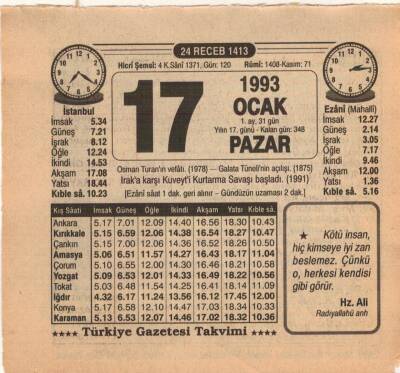 24 RECEB 1413
Hicrî Şemsî: 4 K.Sânî 1371, Gün: 120
Rûmî: 1408-Kasım: 71
İstanbul
İmsak 5.34
Güneş 7.21
İşrak 8.12
Öğle 12.24
İkindi 14.53
Akşam 17.08
Yatsı 18.44
Kıble sâ. 10.23
17
1993
OCAK
1. ay, 31 gün
Yılın 17. günü - Kalan gün: 348
PAZAR
Ezânî (Mahallî)
İmsak 12.27
Güneş 2.14
İşrak 3.05
Öğle 7.17
İkindi 9.46
Akşam 12.00
Yatsı 1.36
Kıble sâ. 5.16
Osman Turan'ın vefâtı. (1978) — Galata Tüneli'nin açılışı. (1875)
Irak'a karşı Kuveyt'i Kurtarma Savaşı başladı. (1991)
[Ezânî sâat 1 dak. geri alınır – Gündüzün uzaması 2 dak.]
Kış Sâati İmsak Güneş Öğle İkindi Akşam Yatsı Kıble sâ.
Ankara 5.17 7.01 12.09 14.40 16.56 18.30 10.43
Kırıkkale 5.15 6.59 12.06 14.38 16.54 18.27 10.47
Çankırı 5.15 7.00 12.06 14.36 16.52 18.26 10.50
Amasya 5.06 6.51 11.57 14.27 16.43 18.17 11.04
Çorum 5.10 6.55 12.00 14.30 16.46 18.21 10.58
Yozgat 5.09 6.53 12.01 14.33 16.49 18.22 10.56
Tokat 5.03 6.48 11.54 14.25 16.41 18.14 11.09
Iğdır 4.32 6.17 11.24 13.56 16.12 17.45 12.00
Konya 5.17 6.58 12.10 14.47 17.03 18.34 10.33
Karaman 5.13 6.53 12.07 14.46 17.02 18.32 10.36
★ Kötü insan,
hiç kimseye iyi zan
beslemez. Çünkü
o, herkesi kendisi
gibi görür.
Hz. Ali
Radıyallahü anh
★★★★ Türkiye Gazetesi Takvimi ★★★★